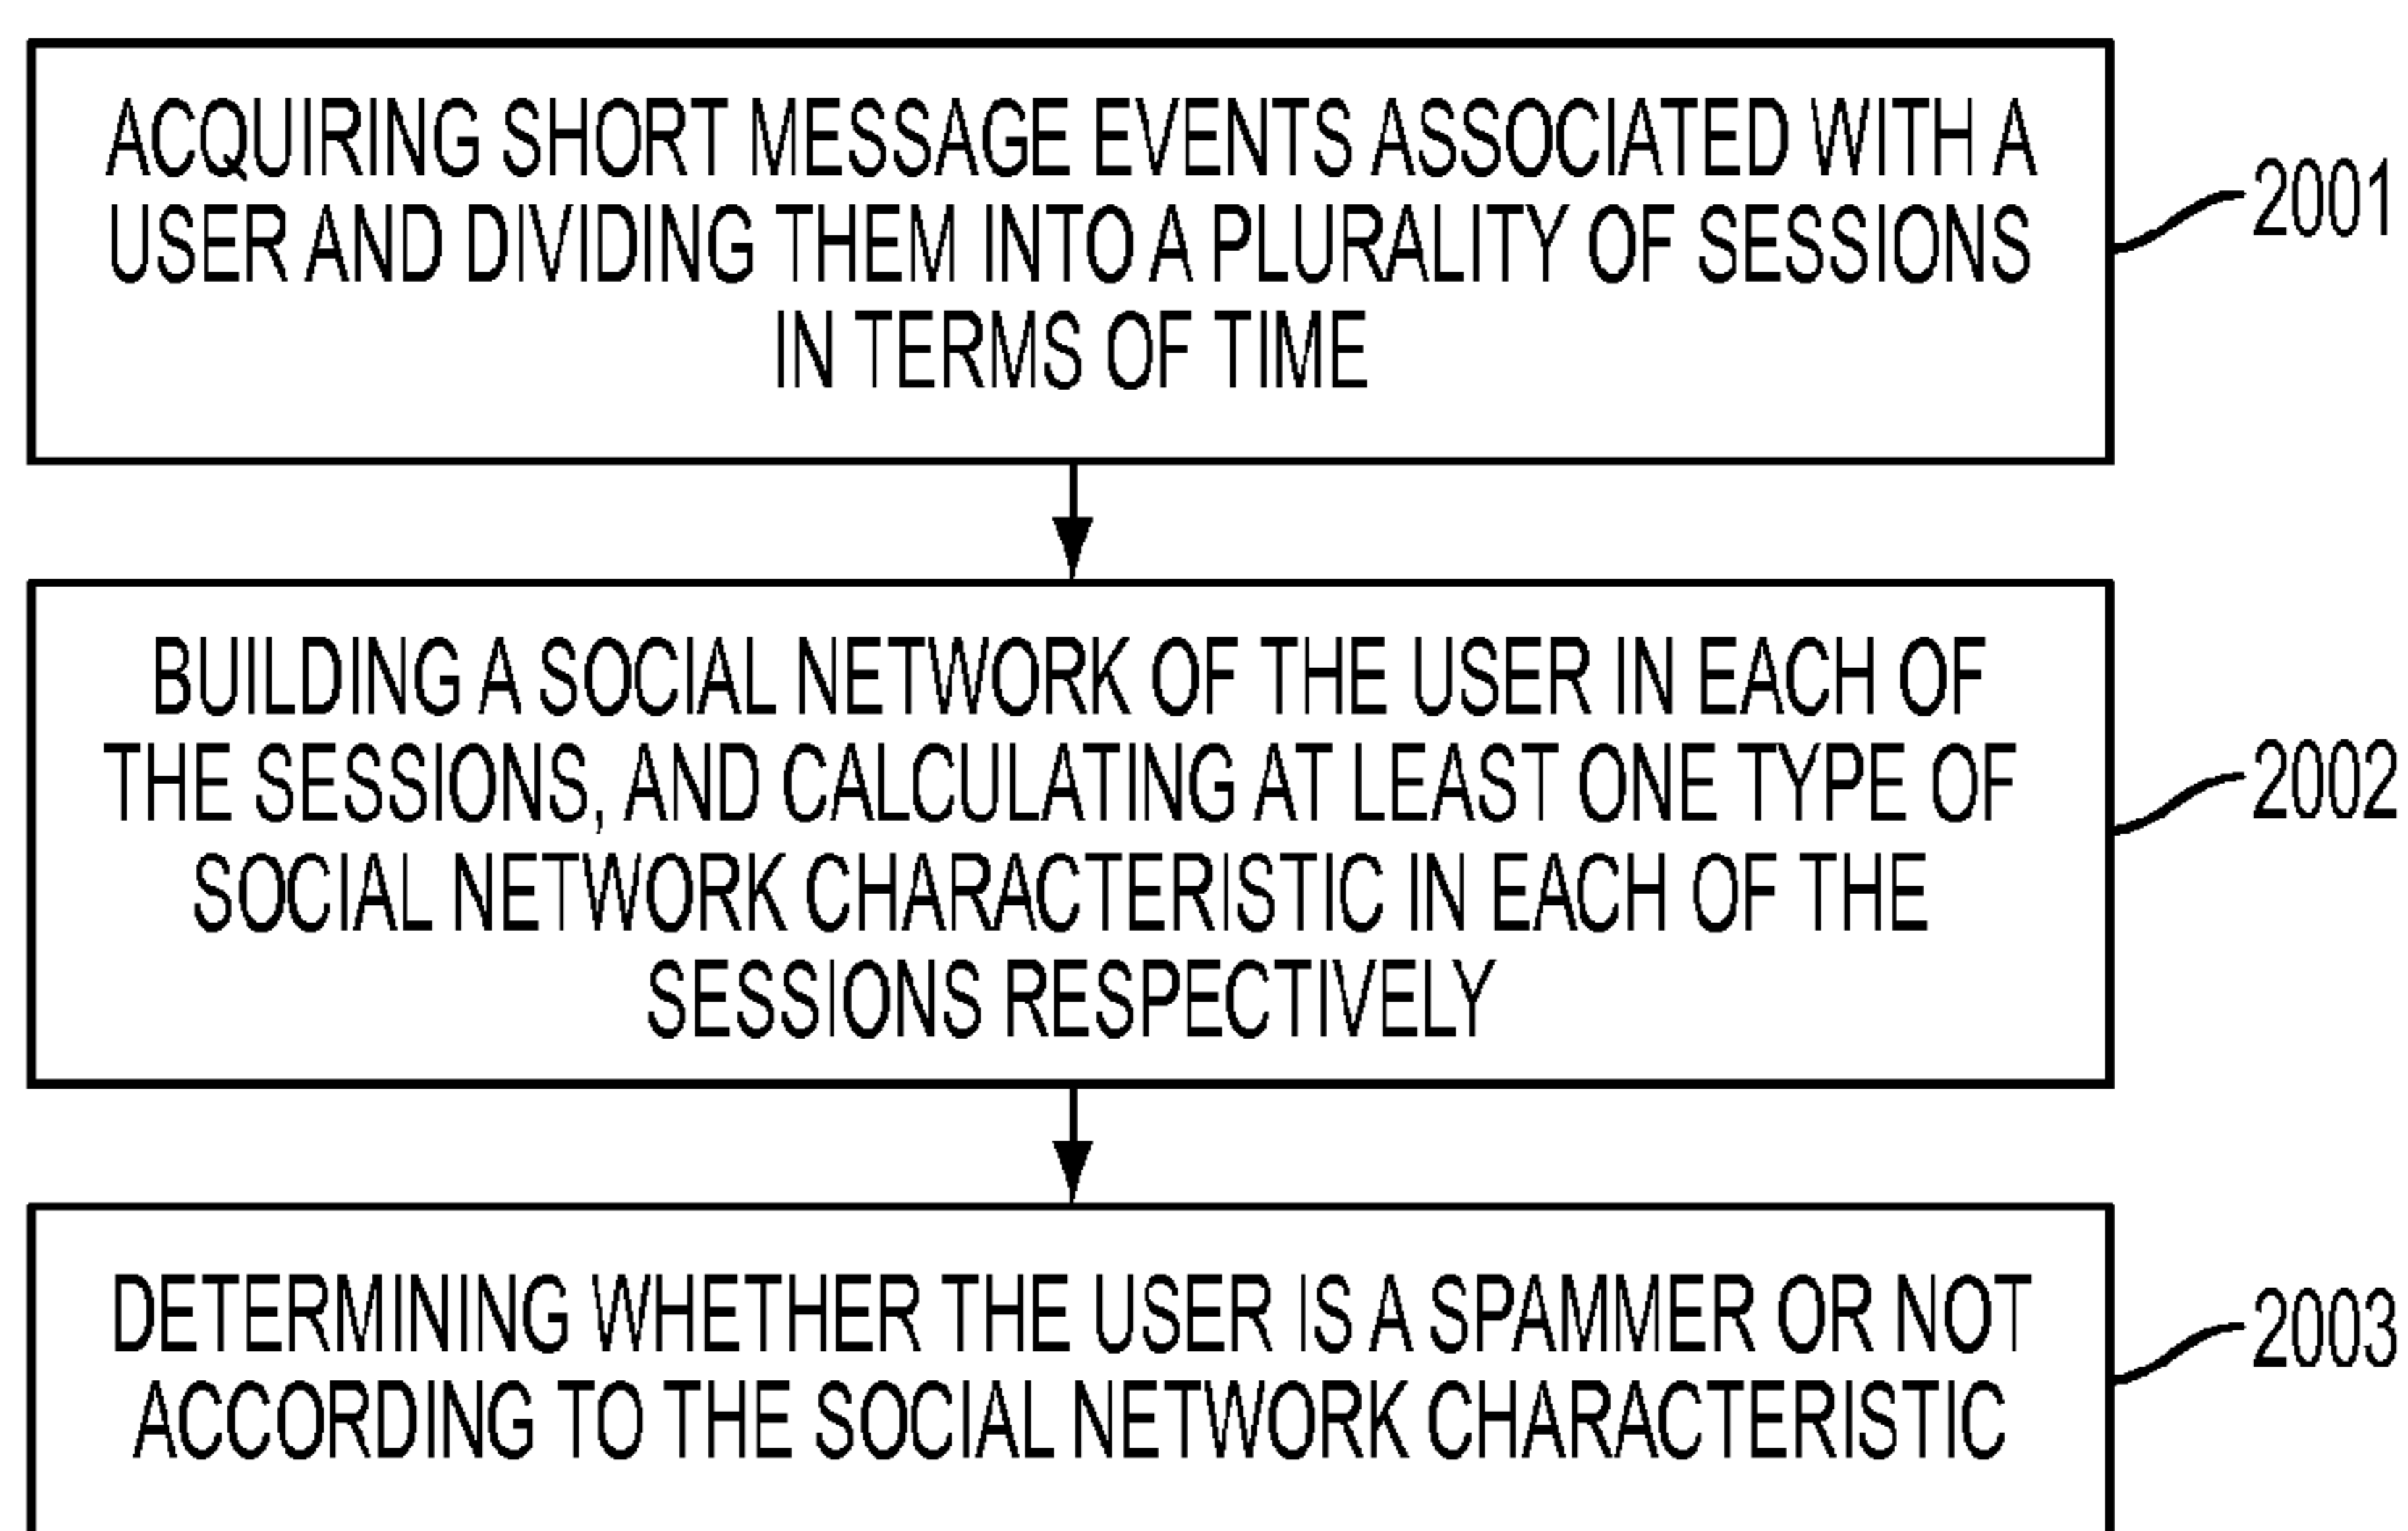 ACQUIRING SHORT MESSAGE EVENTS ASSOCIATED WITH A
USER AND DIVIDING THEM INTO A PLURALITY OF SESSIONS
IN TERMS OF TIME
2001
BUILDING A SOCIAL NETWORK OF THE USER IN EACH OF
THE SESSIONS, AND CALCULATING AT LEAST ONE TYPE OF
SOCIAL NETWORK CHARACTERISTIC IN EACH OF THE
SESSIONS RESPECTIVELY
2002
DETERMINING WHETHER THE USER IS A SPAMMER OR NOT
ACCORDING TO THE SOCIAL NETWORK CHARACTERISTIC
2003